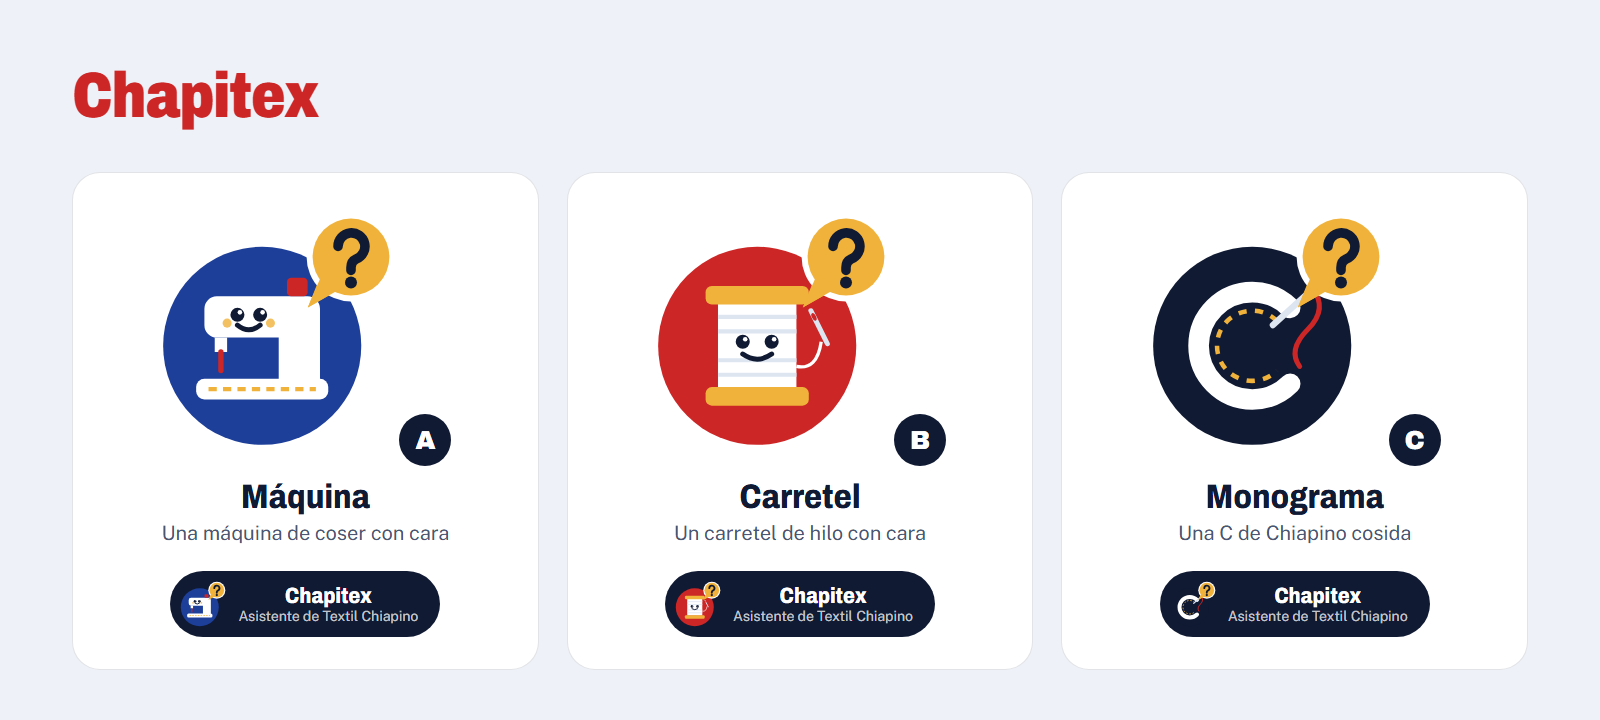 Chapitex
?
A
Máquina
Una máquina de coser con cara
?
Chapitex
Asistente de Textil Chiapino
?
B
Carretel
Un carretel de hilo con cara
?
Chapitex
Asistente de Textil Chiapino
?
C
Monograma
Una C de Chiapino cosida
?
Chapitex
Asistente de Textil Chiapino